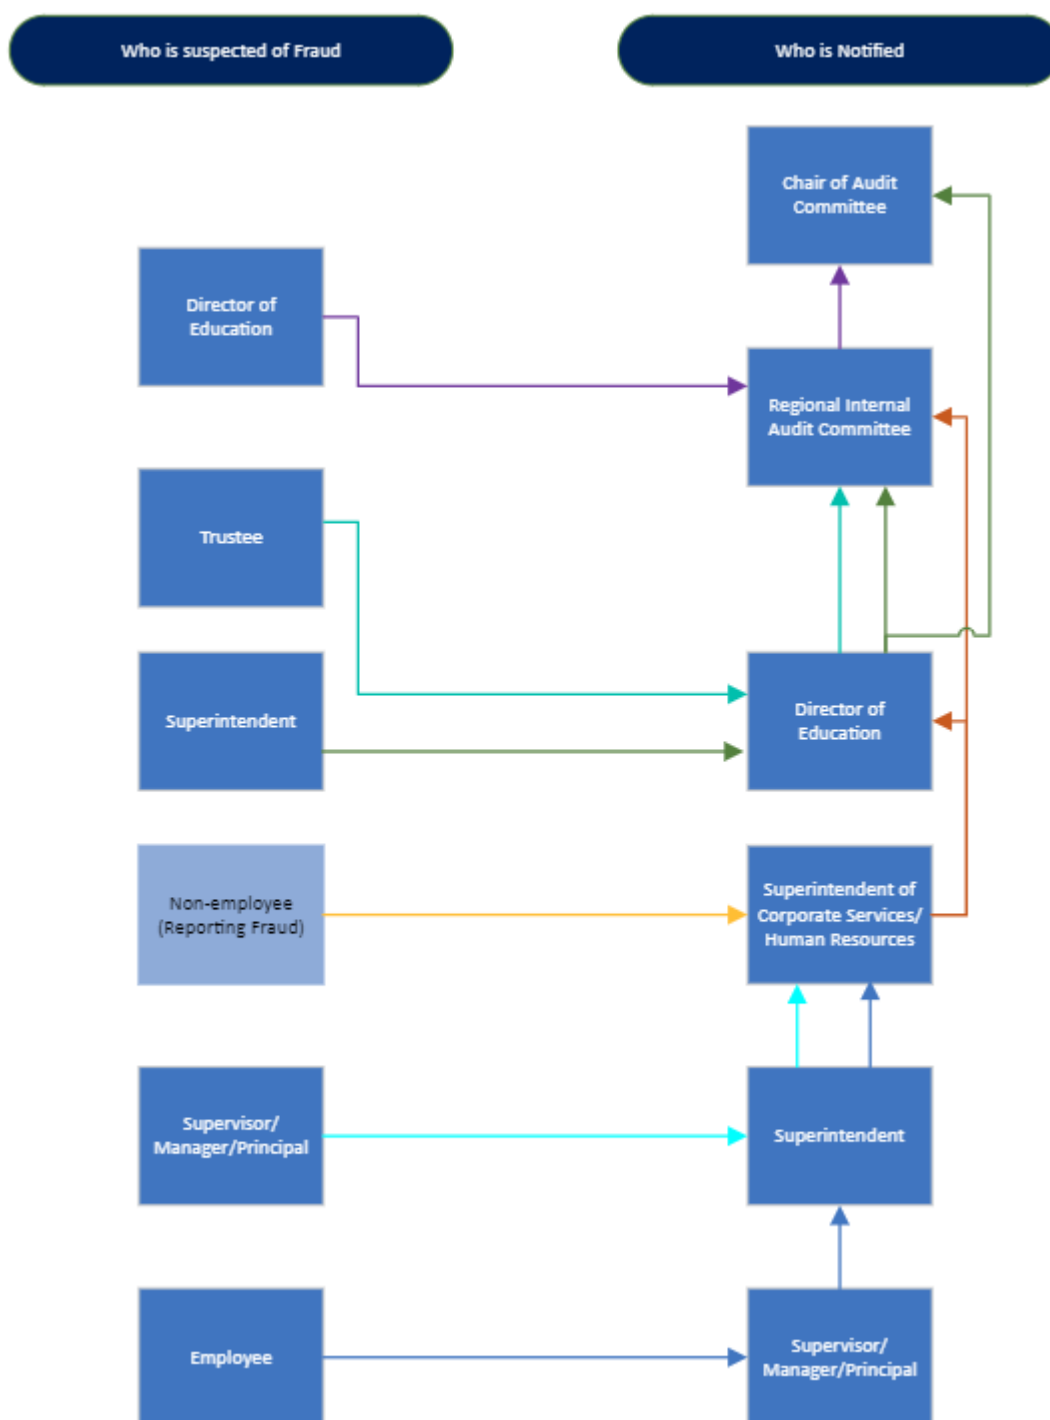 Who is suspected of Fraud
Who is Notified
Chair of Audit
Committee
Director of
Education
Regional Internal
Audit Committee
Trustee
Superintendent
Director of
Education
Non-employee
(Reporting Fraud)
Superintendent of
Corporate Services/
Human Resources
Supervisor/
Manager/Principal
Superintendent
Employee
Supervisor/
Manager/Principal